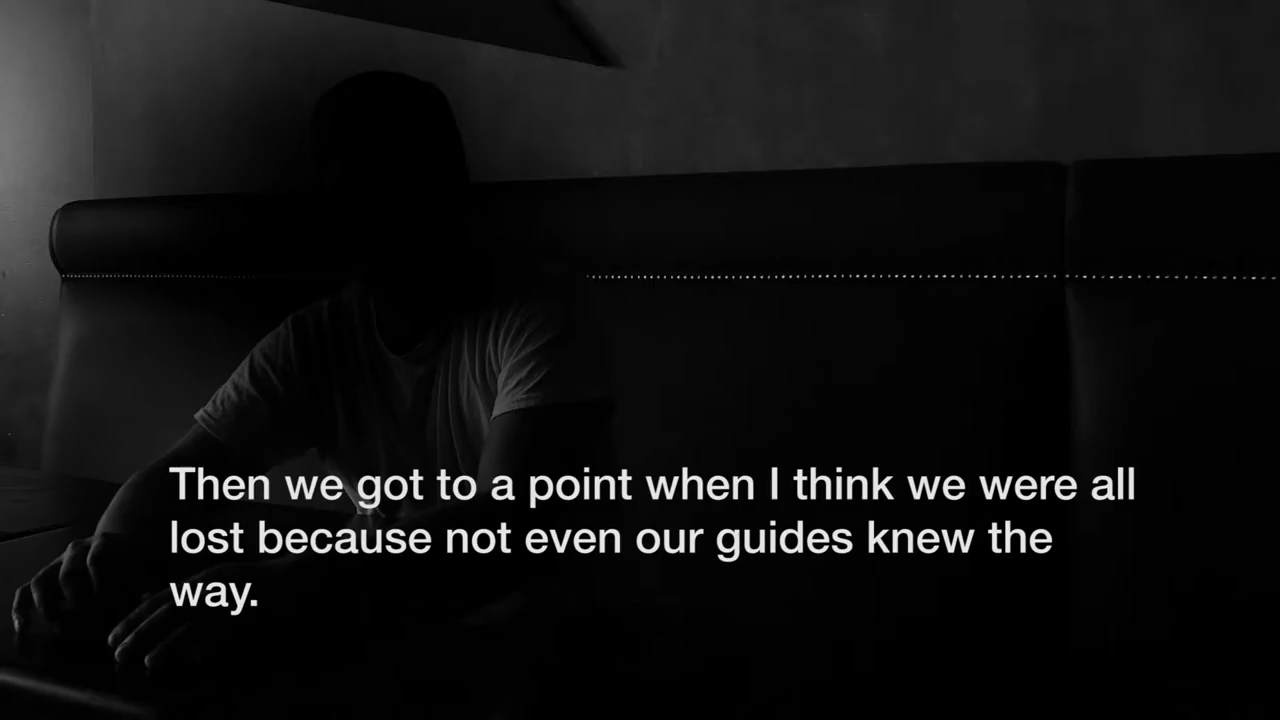 Then we got to a point when I think we were all
lost because not even our guides knew the
way.